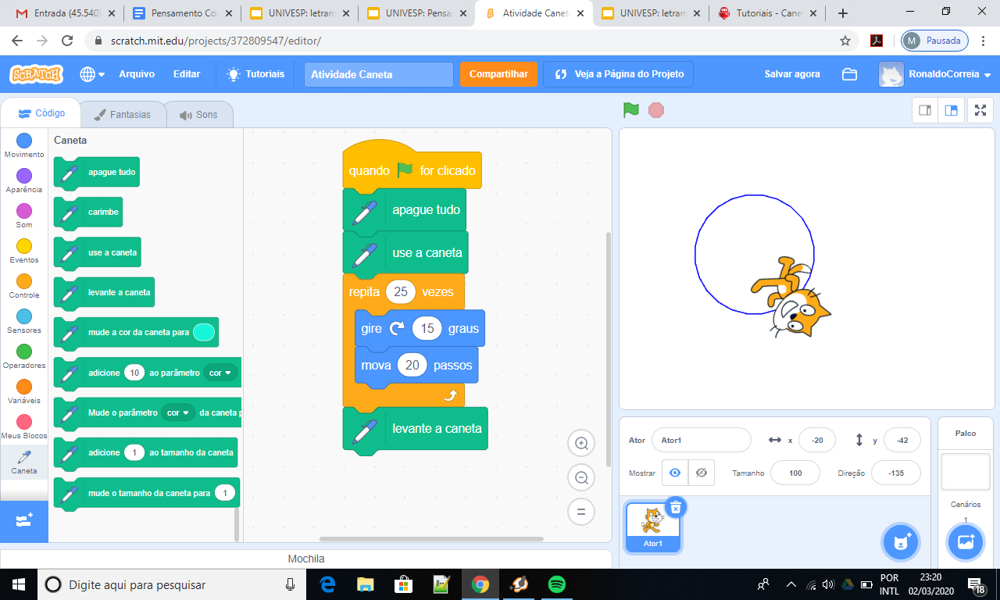 Entrada (45.540)
Pensamento Co
UNIVESP: letram
UNIVESP: Pensa
Atividade Caneta
UNIVESP: letram
Tutoriais - Cane
scratch.mit.edu/projects/372809547/editor/
M Pausada
SCRATCH
Arquivo
Editar
Tutoriais
Atividade Caneta
Compartilhar
Veja a Página do Projeto
Salvar agora
RonaldoCorreia
Código
Fantasias
Sons
Movimento
Aparência
Som
Eventos
Controle
Sensores
Operadores
Variáveis
Meus Blocos
Caneta
Caneta
apague tudo
carimbe
use a caneta
levante a caneta
mude a cor da caneta para
adicione 10 ao parâmetro cor
Mude o parâmetro cor da caneta p
adicione 1 ao tamanho da caneta
mude o tamanho da caneta para 1
quando for clicado
apague tudo
use a caneta
repita 25 vezes
gire 15 graus
mova 20 passos
levante a caneta
Mochila
Ator Ator1 x -20 y -42
Mostrar Tamanho 100 Direção -135
Ator1
Palco
Cenários
1
Digite aqui para pesquisar
POR
INTL
23:20
02/03/2020
18